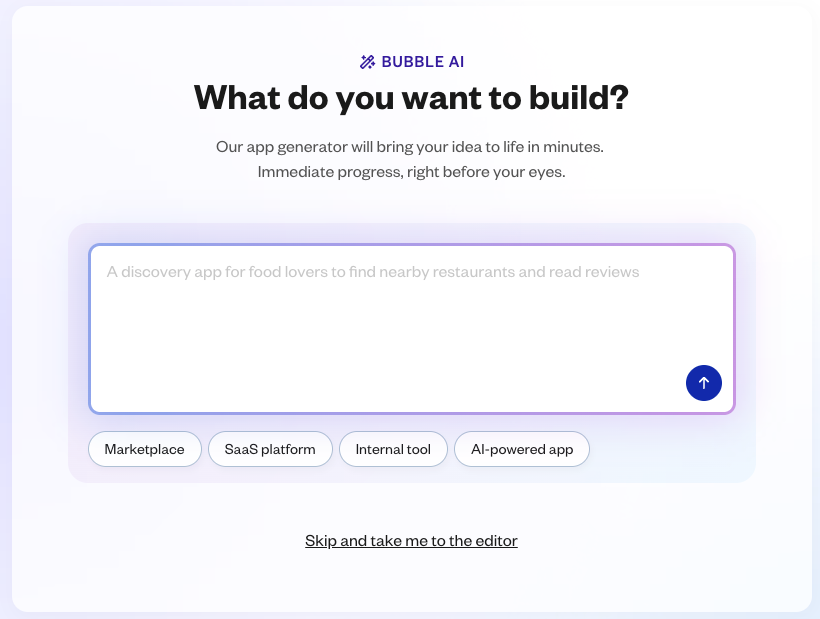 BUBBLE AI
What do you want to build?
Our app generator will bring your idea to life in minutes.
Immediate progress, right before your eyes.
A discovery app for food lovers to find nearby restaurants and read reviews
Marketplace
SaaS platform
Internal tool
AI-powered app
Skip and take me to the editor